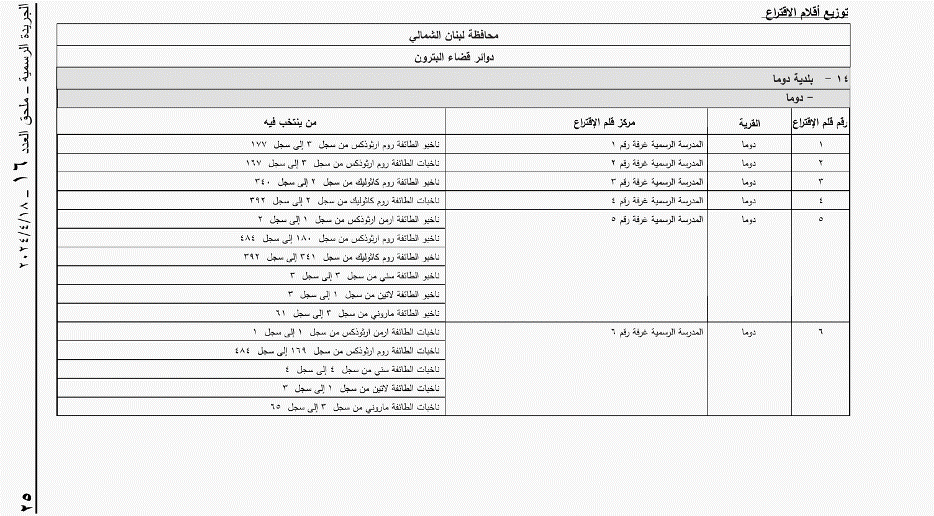 توزيع أقلام الاقتراع
محافظة لبنان الشمالي
دوائر قضاء البترون
١٤ - بلدية دوما
- دوما
رقم قلم الإقتراع القرية مركز قلم الإقتراع من ينتخب فيه
١ دوما المدرسة الرسمية غرفة رقم ١ ناخبو الطائفة روم ارثوذكس من سجل ٣ إلى سجل ١٧٧
٢ دوما المدرسة الرسمية غرفة رقم ٢ ناخبات الطائفة روم ارثوذكس من سجل ٣ إلى سجل ١٦٧
٣ دوما المدرسة الرسمية غرفة رقم ٣ ناخبو الطائفة روم كاثوليك من سجل ٢ إلى سجل ٣٤٠
٤ دوما المدرسة الرسمية غرفة رقم ٤ ناخبات الطائفة روم كاثوليك من سجل ٢ إلى سجل ٣٩٢
٥ دوما المدرسة الرسمية غرفة رقم ٥ ناخبو الطائفة ارمن ارثوذكس من سجل ١ إلى سجل ٢
ناخبو الطائفة روم ارثوذكس من سجل ١٨٠ إلى سجل ٤٨٤
ناخبو الطائفة روم كاثوليك من سجل ٣٤١ إلى سجل ٣٩٢
ناخبو الطائفة سني من سجل ٣ إلى سجل ٣
ناخبو الطائفة لاتين من سجل ١ إلى سجل ٣
ناخبو الطائفة ماروني من سجل ٣ إلى سجل ٦١
٦ دوما المدرسة الرسمية غرفة رقم ٦ ناخبات الطائفة ارمن ارثوذكس من سجل ١ إلى سجل ١
ناخبات الطائفة روم ارثوذكس من سجل ١٦٩ إلى سجل ٤٨٤
ناخبات الطائفة سني من سجل ٤ إلى سجل ٤
ناخبات الطائفة لاتين من سجل ١ إلى سجل ٣
ناخبات الطائفة ماروني من سجل ٣ إلى سجل ٦٥
الجريدة الرسمية - ملحق العدد ١٦ - ٢٠٢٤/٤/١٨
٢٥